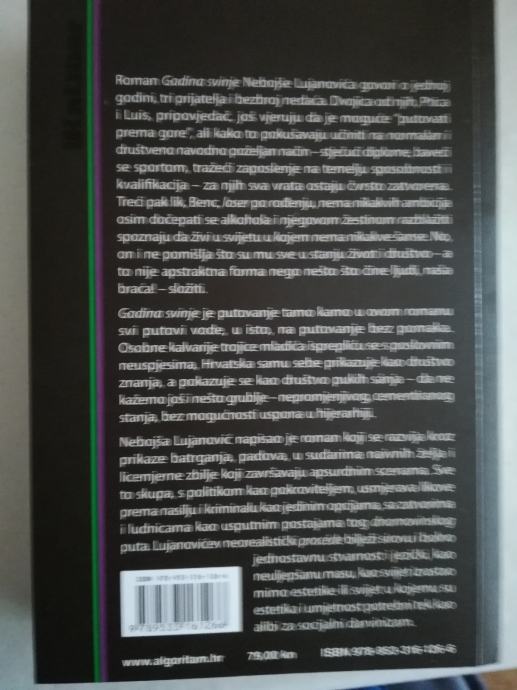 Roman Godina svinje Nebojše Lujanovića govori o jednoj
godini, tri prijatelja i bezbroj nedaća. Dvojica od njih, Ptica
i Luis, pripovjedač, još vjeruju da je moguće "putovati
prema gore", ali kako to pokušavaju učiniti na normalan i
društveno navodno poželjan način – stječući diplome, baveći
se sportom, tražeći zaposlenje na temelju sposobnosti i
kvalifikacija – za njih sva vrata ostaju čvrsto zatvorena.
Treći pak lik, Benc, loser po rođenju, nema nikakvih ambicija
osim dočepati se alkohola i njegovom žestinom razblažiti
spoznaju da živi u svijetu u kojem nema nikakve šanse. No,
on i ne pomišlja što su mu sve u stanju život i društvo – a
to nije apstraktna forma nego nešto što čine ljudi, naša
braća! – složiti.
Godina svinje je putovanje tamo kamo u ovom romanu
svi putovi vode, u isto, na putovanje bez pomaka.
Osobne kalvarije trojice mladića isprepliću se s poslovnim
neuspjesima, Hrvatska samu sebe prikazuje kao društvo
znanja, a pokazuje se kao društvo pukih sanja – da ne
kažemo još i nešto grublje – nepromjenjivog, cementiranog
stanja, bez mogućnosti uspona u hijerarhiji.
Nebojša Lujanović napisao je roman koji se razvija kroz
prikaze batrganja, padova, u sudarima naivnih želja i
licemjerne zbilje koji završavaju apsurdnim scenama. Sve
to skupa, s politikom kao pokroviteljem, usmjerava likove
prema nasilju i kriminalu kao jedinim opcijama, sa zatvorima
i ludnicama kao usputnim postajama tog
puta. Lujanovićev neorealistički procede bilježi sirovu, i bolno
jednostavnu stvarnost i jezički, kao
neuljepšanu masu, kao svijet izrastao
mimo estetike ili svijet u kojemu su
estetika i umjetnost potrebni tek kao
alibi za socijalni darvinizam.
www.algoritam.hr 79,00 kn ISBN 978-953-316-126-6